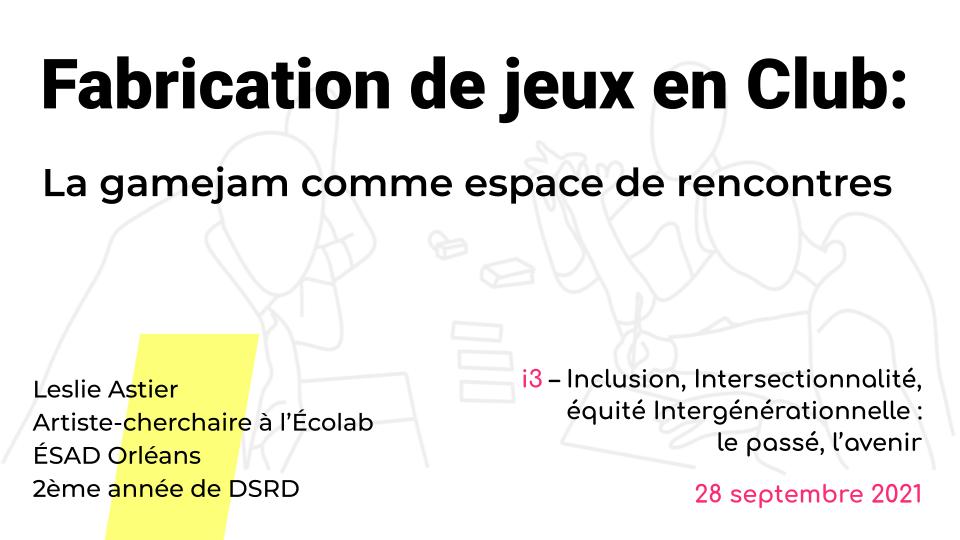 Fabrication de jeux en Club:
La gamejam comme espace de rencontres
Leslie Astier
Artiste-cherchaire à l'Écolab
ÉSAD Orléans
2ème année de DSRD
i3 – Inclusion, Intersectionnalité,
équité Intergénérationnelle :
le passé, l'avenir
28 septembre 2021